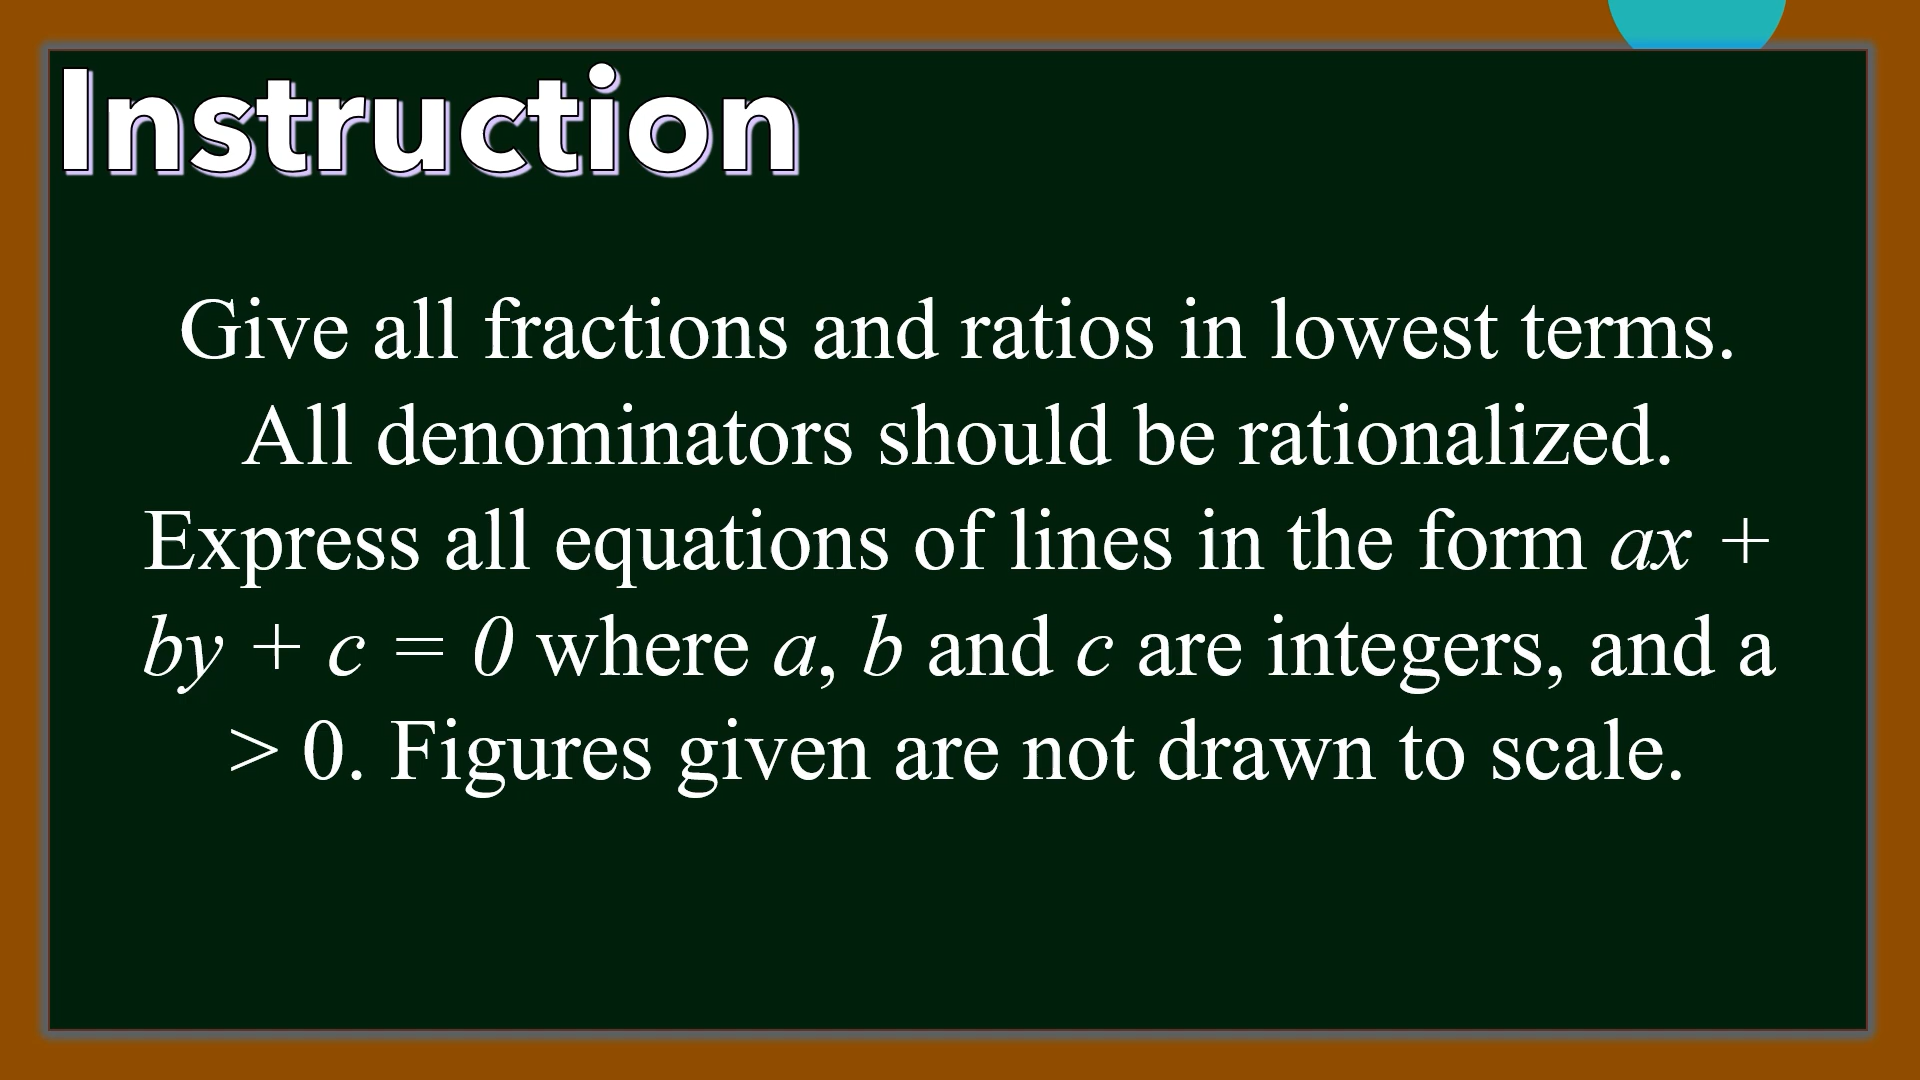 Instruction
Give all fractions and ratios in lowest terms.
All denominators should be rationalized.
Express all equations of lines in the form ax +
by + c = 0 where a, b and c are integers, and a
> 0. Figures given are not drawn to scale.